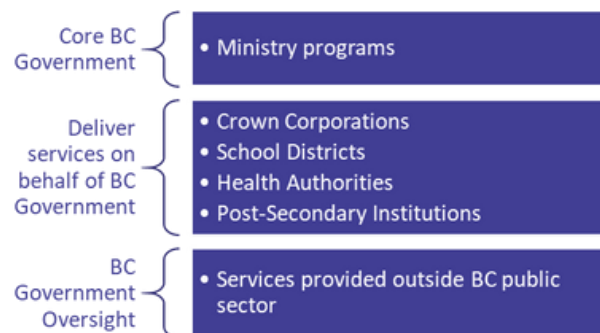 Core BC
Government
• Ministry programs
Deliver
services on
behalf of BC
Government
• Crown Corporations
• School Districts
• Health Authorities
• Post-Secondary Institutions
BC
Government
Oversight
• Services provided outside BC public
sector